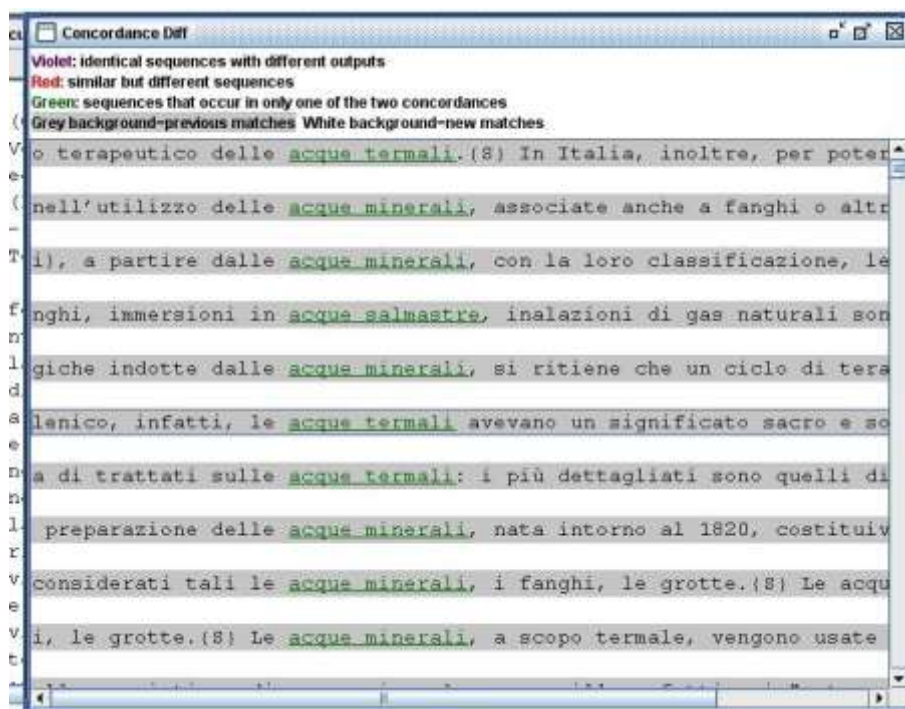 Concordance Diff
Violet: identical sequences with different outputs
Red: similar but different sequences
Green: sequences that occur in only one of the two concordances
Grey background=previous matches White background=new matches
o terapeutico delle acque termali.{S} In Italia, inoltre, per poter
nell'utilizzo delle acque minerali, associate anche a fanghi o altr
i), a partire dalle acque minerali, con la loro classificazione, le
nghi, immersioni in acque salmastre, inalazioni di gas naturali son
giche indotte dalle acque minerali, si ritiene che un ciclo di tera
lenico, infatti, le acque termali avevano un significato sacro e so
a di trattati sulle acque termali: i più dettagliati sono quelli di
preparazione delle acque minerali, nata intorno al 1820, costituiv
considerati tali le acque minerali, i fanghi, le grotte.{S} Le acqu
i, le grotte.{S} Le acque minerali, a scopo termale, vengono usate